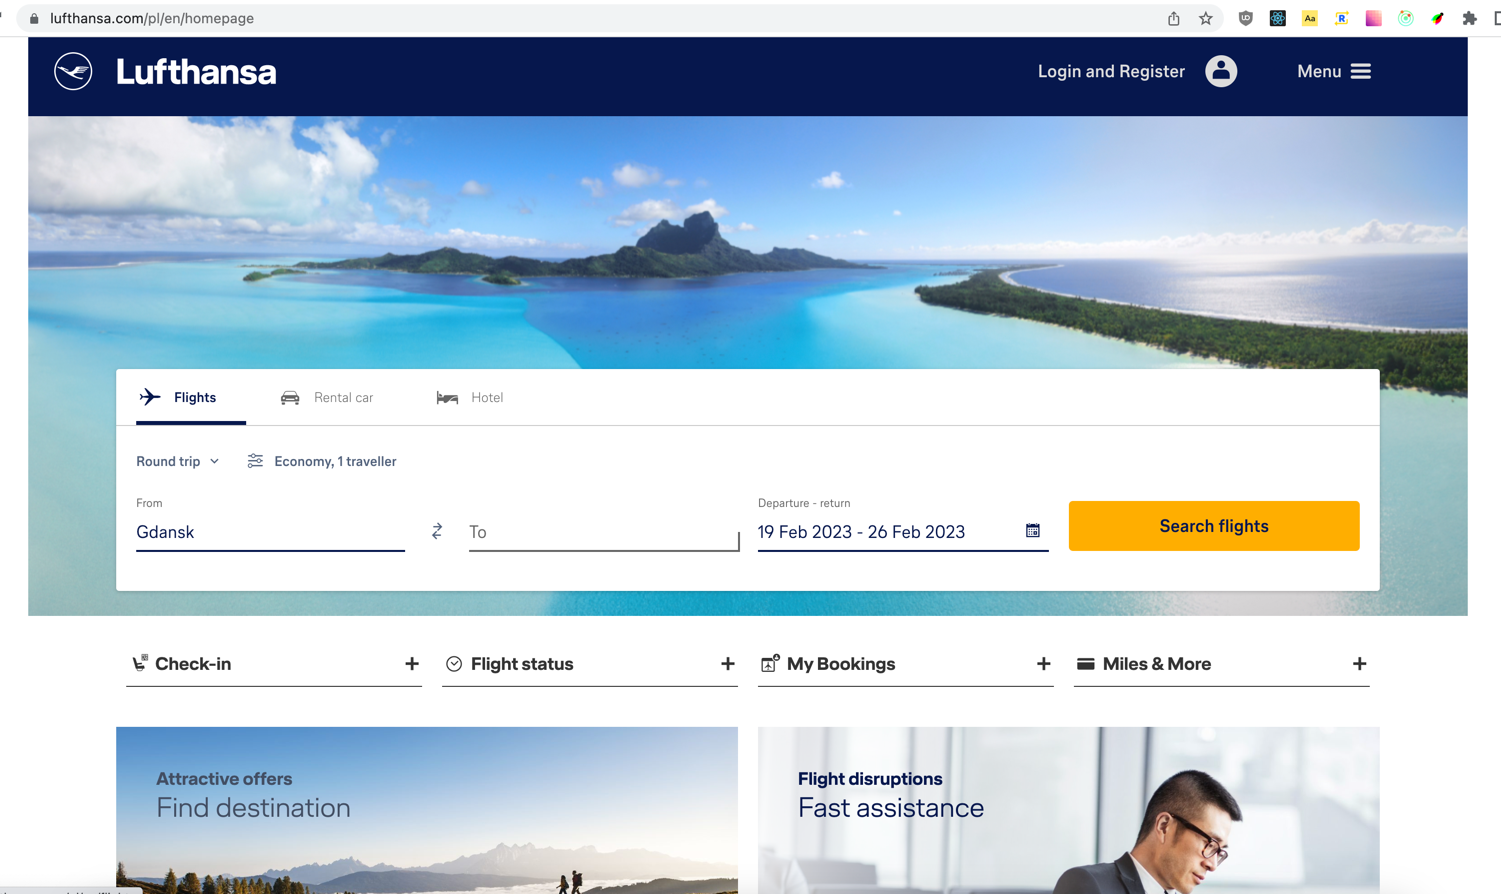 lufthansa.com/pl/en/homepage
Lufthansa
Login and Register
Menu
Flights
Rental car
Hotel
Round trip
Economy, 1 traveller
From
Gdansk
To
Departure - return
19 Feb 2023 - 26 Feb 2023
Search flights
Check-in
Flight status
My Bookings
Miles & More
Attractive offers
Find destination
Flight disruptions
Fast assistance